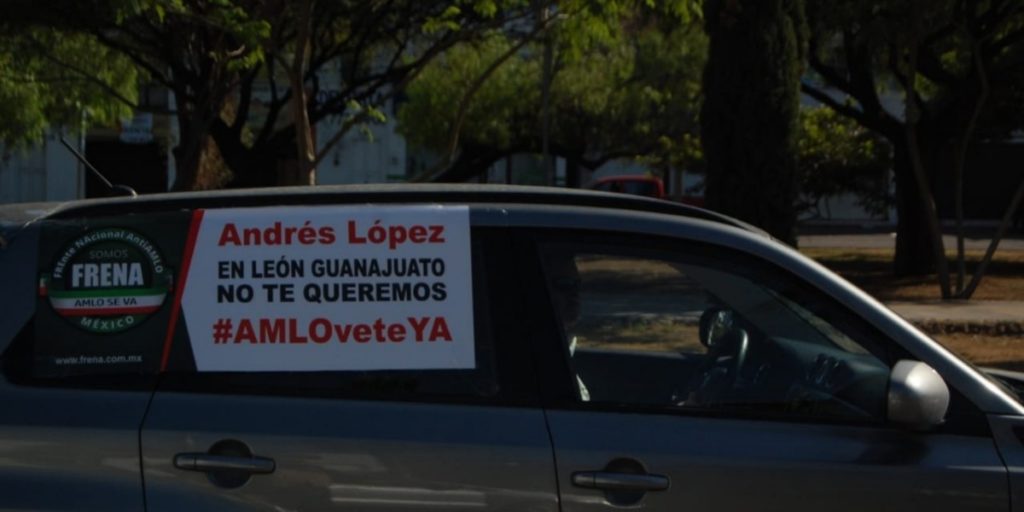 FREnte NAcional AntiAMLO
SOMOS
FRENA
AMLO SE VA
MÉXICO
www.frena.com.mx
Andrés López
EN LEÓN GUANAJUATO
NO TE QUEREMOS
#AMLOveteYA